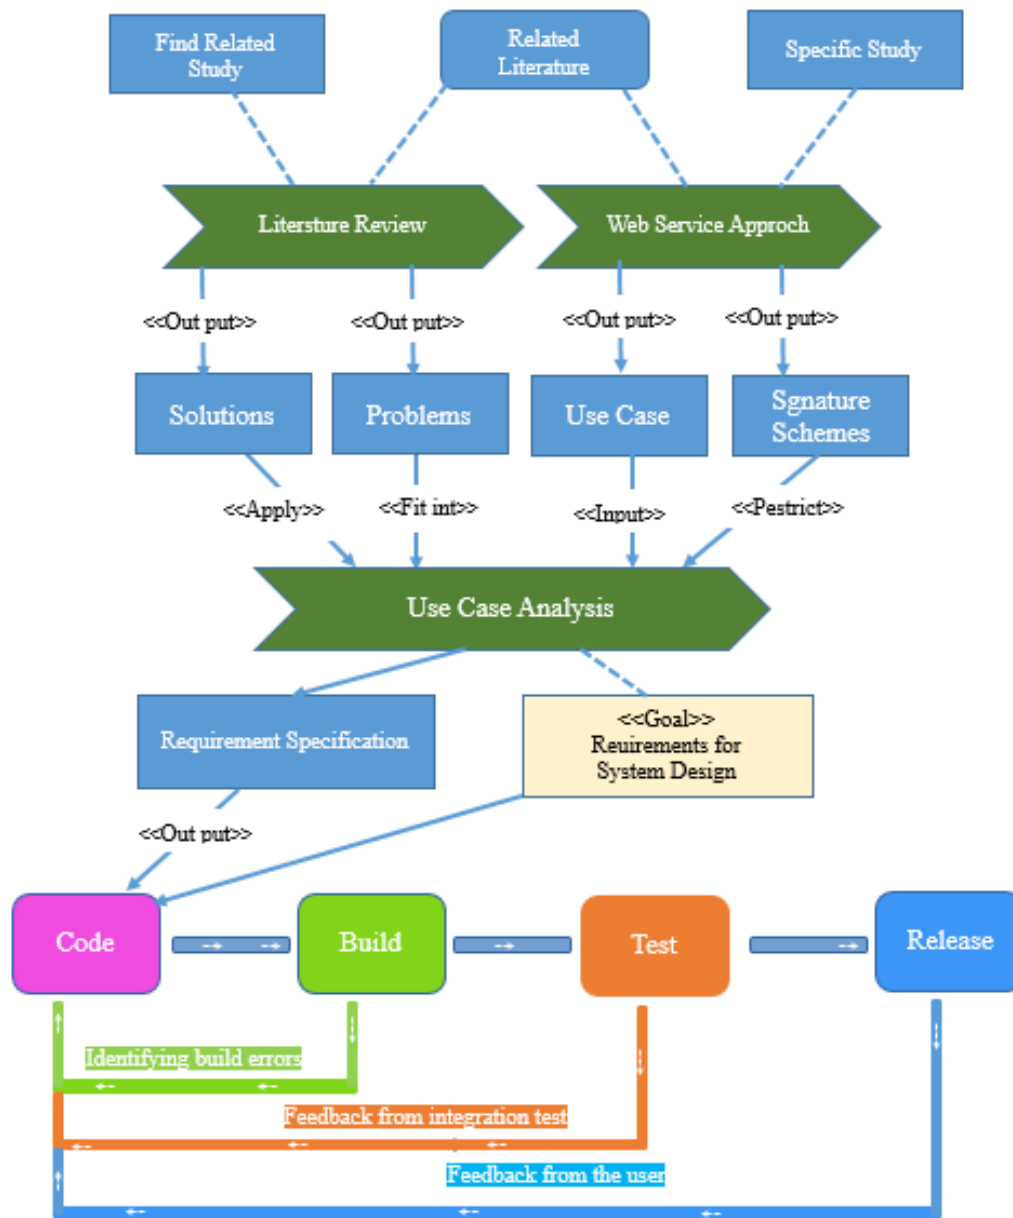 Find Related
Study
Related
Literature
Specific Study
Litersture Review
Web Service Approch
<<Out put>>
<<Out put>>
<<Out put>>
<<Out put>>
Solutions
Problems
Use Case
Sgnature
Schemes
<<Apply>>
<<Fit int>>
<<Input>>
<<Pestrict>>
Use Case Analysis
Requirement Specification
<<Goal>>
Reuirements for
System Design
<<Out put>>
Code
Build
Test
Release
Identifying build errors
Feedback from integration test
Feedback from the user